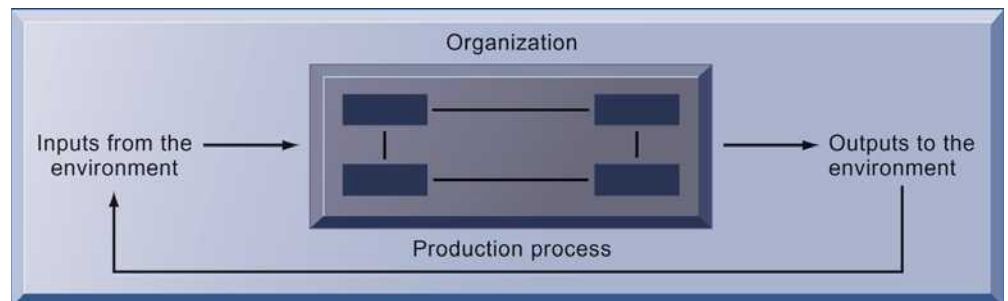 Organization
Inputs from the
environment
Outputs to the
environment
Production process